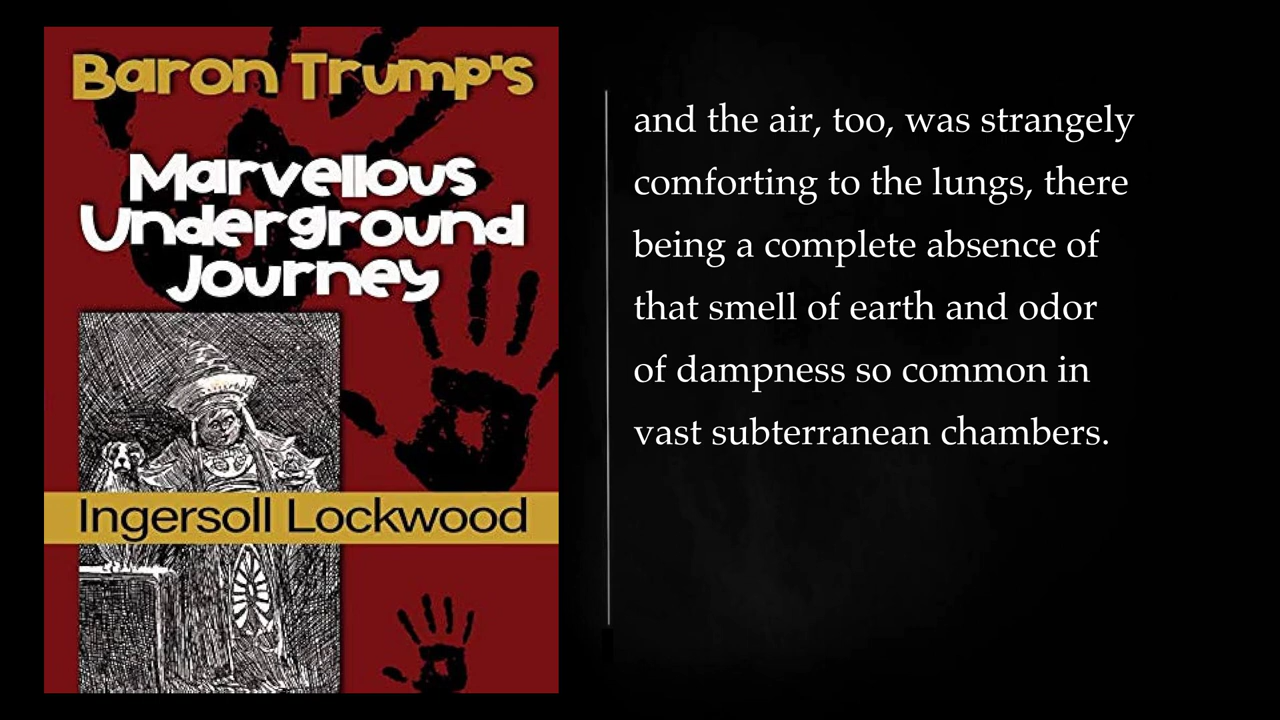 Baron Trump's
Marvellous
Underground
Journey
Ingersoll Lockwood
and the air, too, was strangely
comforting to the lungs, there
being a complete absence of
that smell of earth and odor
of dampness so common in
vast subterranean chambers.